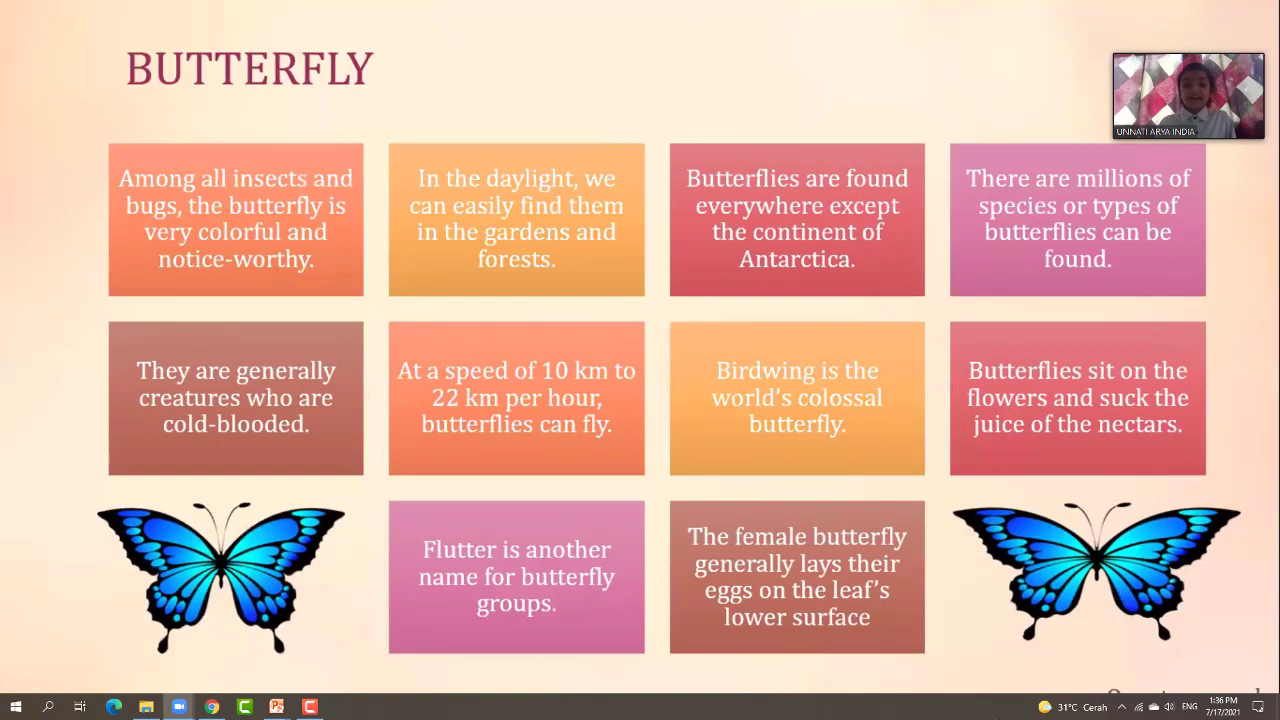 BUTTERFLY
UNNATI ARYA INDIA
Among all insects and
bugs, the butterfly is
very colorful and
notice-worthy.
In the daylight, we
can easily find them
in the gardens and
forests.
Butterflies are found
everywhere except
the continent of
Antarctica.
There are millions of
species or types of
butterflies can be
found.
They are generally
creatures who are
cold-blooded.
At a speed of 10 km to
22 km per hour,
butterflies can fly.
Birdwing is the
world's colossal
butterfly.
Butterflies sit on the
flowers and suck the
juice of the nectars.
Flutter is another
name for butterfly
groups.
The female butterfly
generally lays their
eggs on the leaf's
lower surface
31°C Cerah
ENG
1:36 PM
7/17/2021